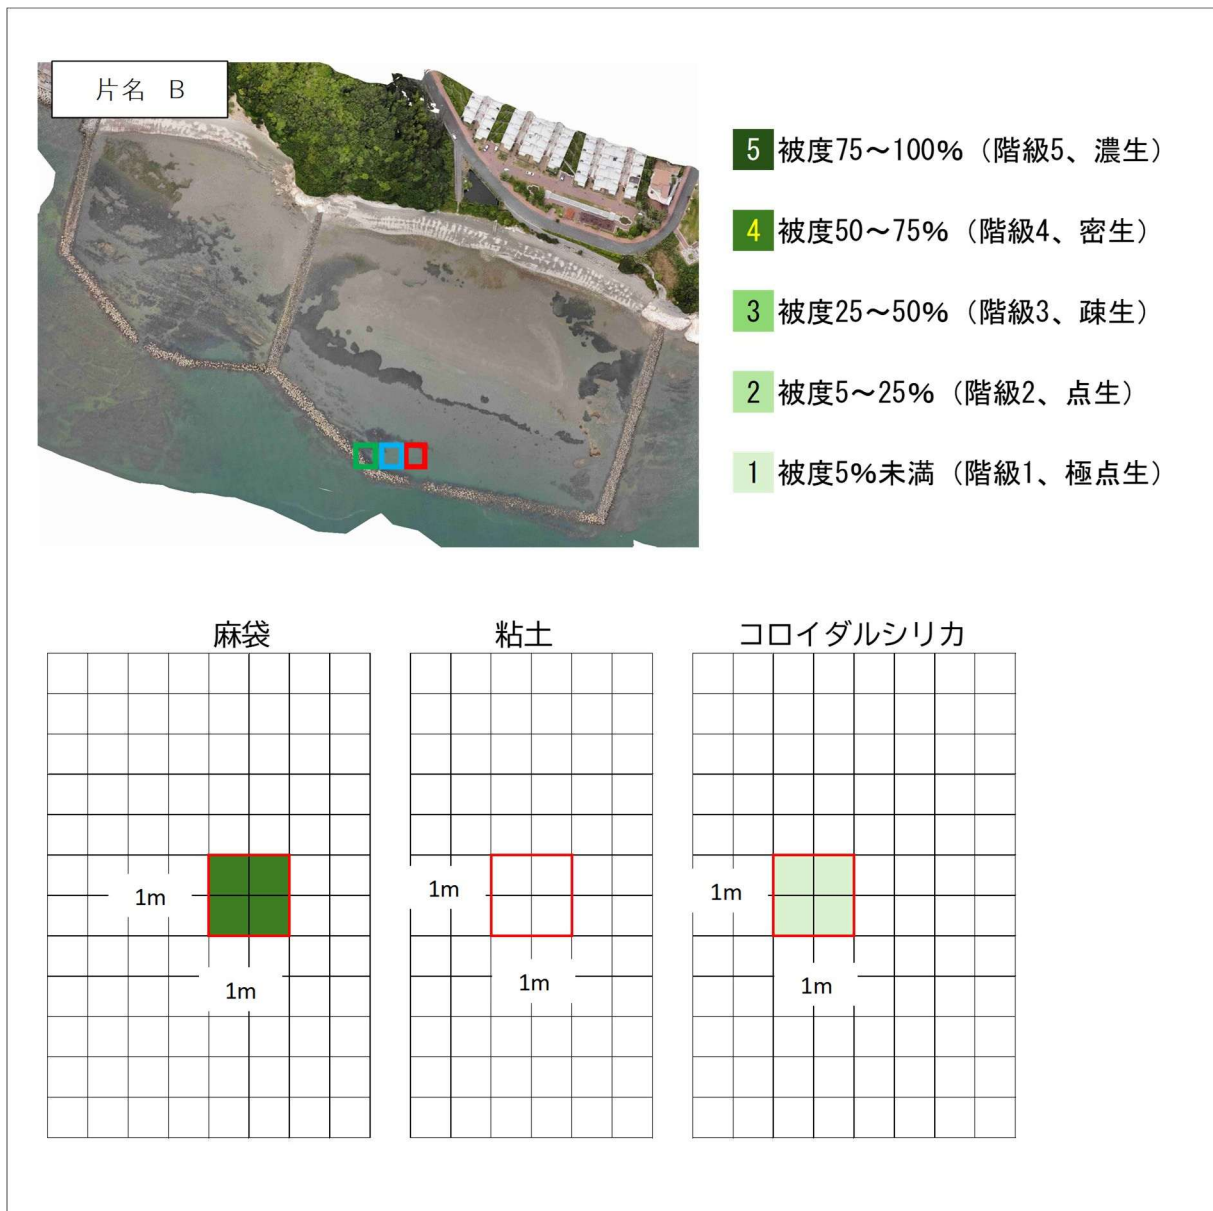 片名 B
5 被度75～100%（階級5、濃生）
4 被度50～75%（階級4、密生）
3 被度25～50%（階級3、疎生）
2 被度5～25%（階級2、点生）
1 被度5%未満（階級1、極点生）
麻袋
粘土
コロイダルシリカ
1m
1m
1m
1m
1m
1m